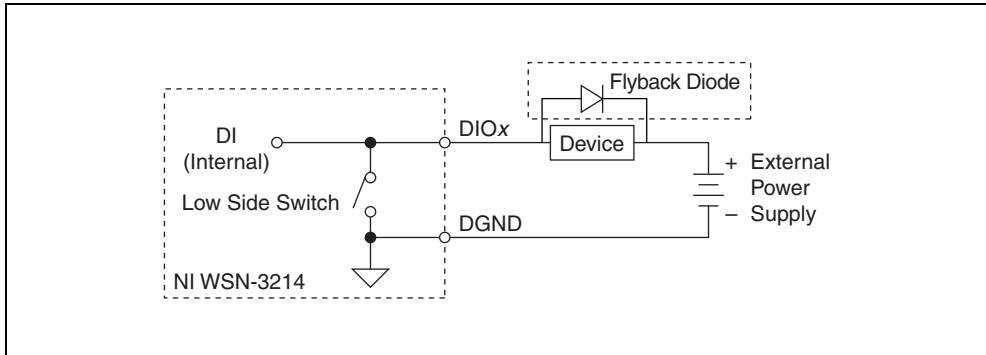 Flyback Diode
DIOx
Device
DI
(Internal)
Low Side Switch
+ External
Power
– Supply
DGND
NI WSN-3214